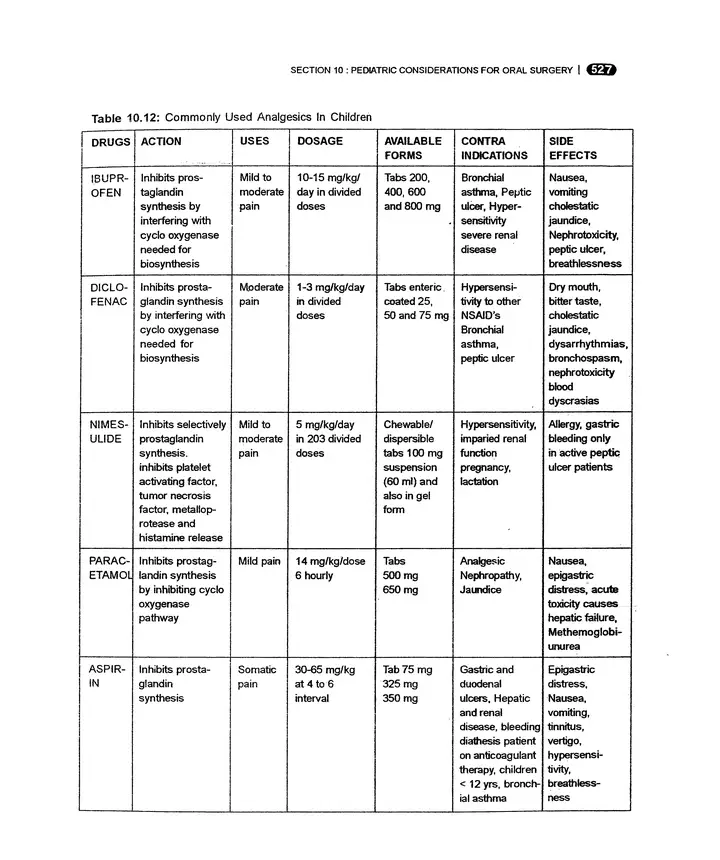 SECTION 10 : PEDIATRIC CONSIDERATIONS FOR ORAL SURGERY | 527
Table 10.12: Commonly Used Analgesics In Children
DRUGS
ACTION
USES
DOSAGE
AVAILABLE
FORMS
CONTRA
INDICATIONS
SIDE
EFFECTS
IBUPR-
OFEN
Inhibits pros-
taglandin
synthesis by
interfering with
cyclo oxygenase
needed for
biosynthesis
Mild to
moderate
pain
10-15 mg/kg/
day in divided
doses
Tabs 200,
400, 600
and 800 mg
Bronchial
asthma, Peptic
ulcer, Hyper-
sensitivity
severe renal
disease
Nausea,
vomiting
cholestatic
jaundice,
Nephrotoxicity,
peptic ulcer,
breathlessness
DICLO-
FENAC
Inhibits prosta-
glandin synthesis
by interfering with
cyclo oxygenase
needed for
biosynthesis
Moderate
pain
1-3 mg/kg/day
in divided
doses
Tabs enteric
coated 25,
50 and 75 mg
Hypersensi-
tivity to other
NSAID's
Bronchial
asthma,
peptic ulcer
Dry mouth,
bitter taste,
cholestatic
jaundice,
dysarrhythmias,
bronchospasm,
nephrotoxicity
blood
dyscrasias
NIMES-
ULIDE
Inhibits selectively
prostaglandin
synthesis.
inhibits platelet
activating factor,
tumor necrosis
factor, metallop-
rotease and
histamine release
Mild to
moderate
pain
5 mg/kg/day
in 203 divided
doses
Chewable/
dispersible
tabs 100 mg
suspension
(60 ml) and
also in gel
form
Hypersensitivity,
imparied renal
function
pregnancy,
lactation
Allergy, gastric
bleeding only
in active peptic
ulcer patients
PARAC-
ETAMOL
Inhibits prostag-
landin synthesis
by inhibiting cyclo
oxygenase
pathway
Mild pain
14 mg/kg/dose
6 hourly
Tabs
500 mg
650 mg
Analgesic
Nephropathy,
Jaundice
Nausea,
epigastric
distress, acute
toxicity causes
hepatic failure,
Methemoglobi-
ununrea
ASPIR-
IN
Inhibits prosta-
glandin
synthesis
Somatic
pain
30-65 mg/kg
at 4 to 6
interval
Tab 75 mg
325 mg
350 mg
Gastric and
duodenal
ulcers, Hepatic
and renal
disease, bleeding
diathesis patient
on anticoagulant
therapy, children
< 12 yrs, bronch-
ial asthma
Epigastric
distress,
Nausea,
vomiting,
tinnitus,
vertigo,
hypersensi-
tivity,
breathless-
ness